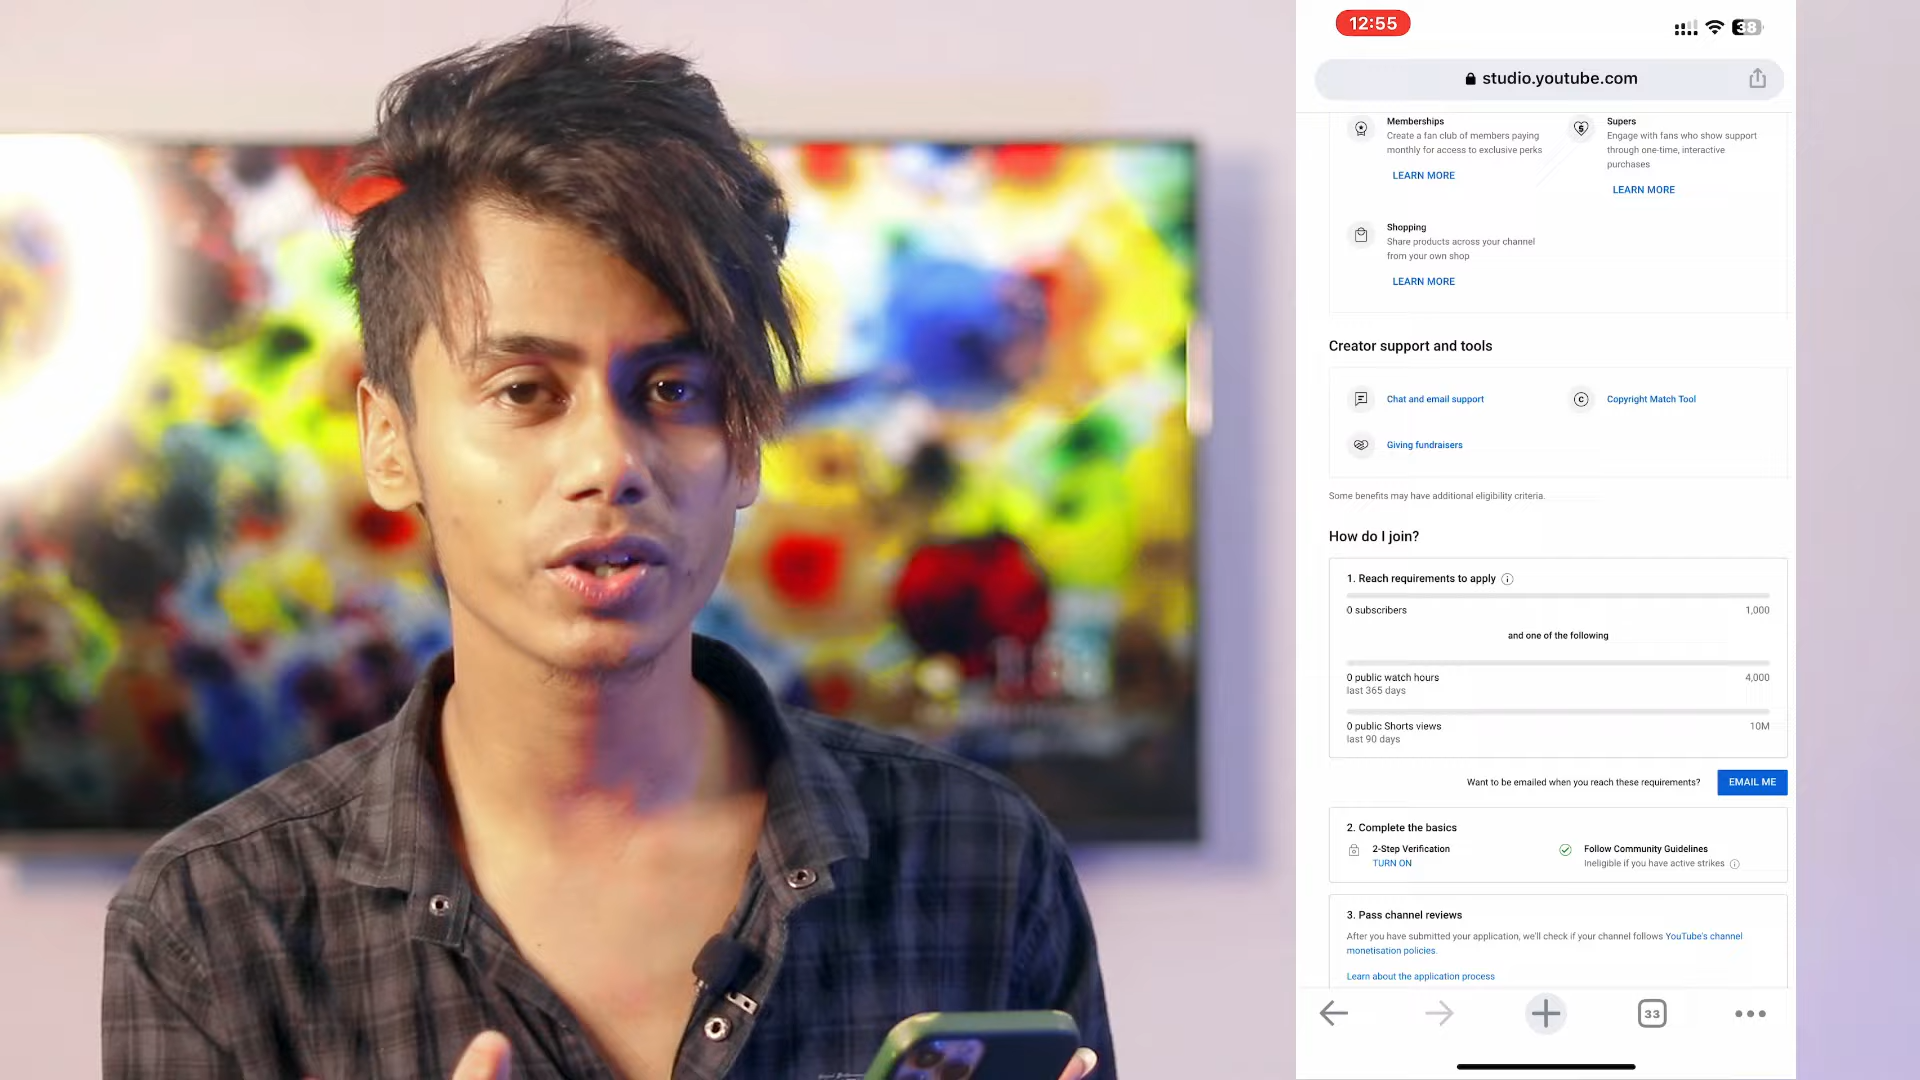 12:55
38
studio.youtube.com
Memberships
Create a fan club of members paying
monthly for access to exclusive perks
LEARN MORE
Supers
Engage with fans who show support
through one-time, interactive
purchases
LEARN MORE
Shopping
Share products across your channel
from your own shop
LEARN MORE
Creator support and tools
Chat and email support
Copyright Match Tool
Giving fundraisers
Some benefits may have additional eligibility criteria.
How do I join?
1. Reach requirements to apply
0 subscribers 1,000
and one of the following
0 public watch hours 4,000
last 365 days
0 public Shorts views 10M
last 90 days
Want to be emailed when you reach these requirements? EMAIL ME
2. Complete the basics
2-Step Verification
TURN ON
Follow Community Guidelines
Ineligible if you have active strikes
3. Pass channel reviews
After you have submitted your application, we'll check if your channel follows YouTube's channel
monetisation policies.
Learn about the application process
33